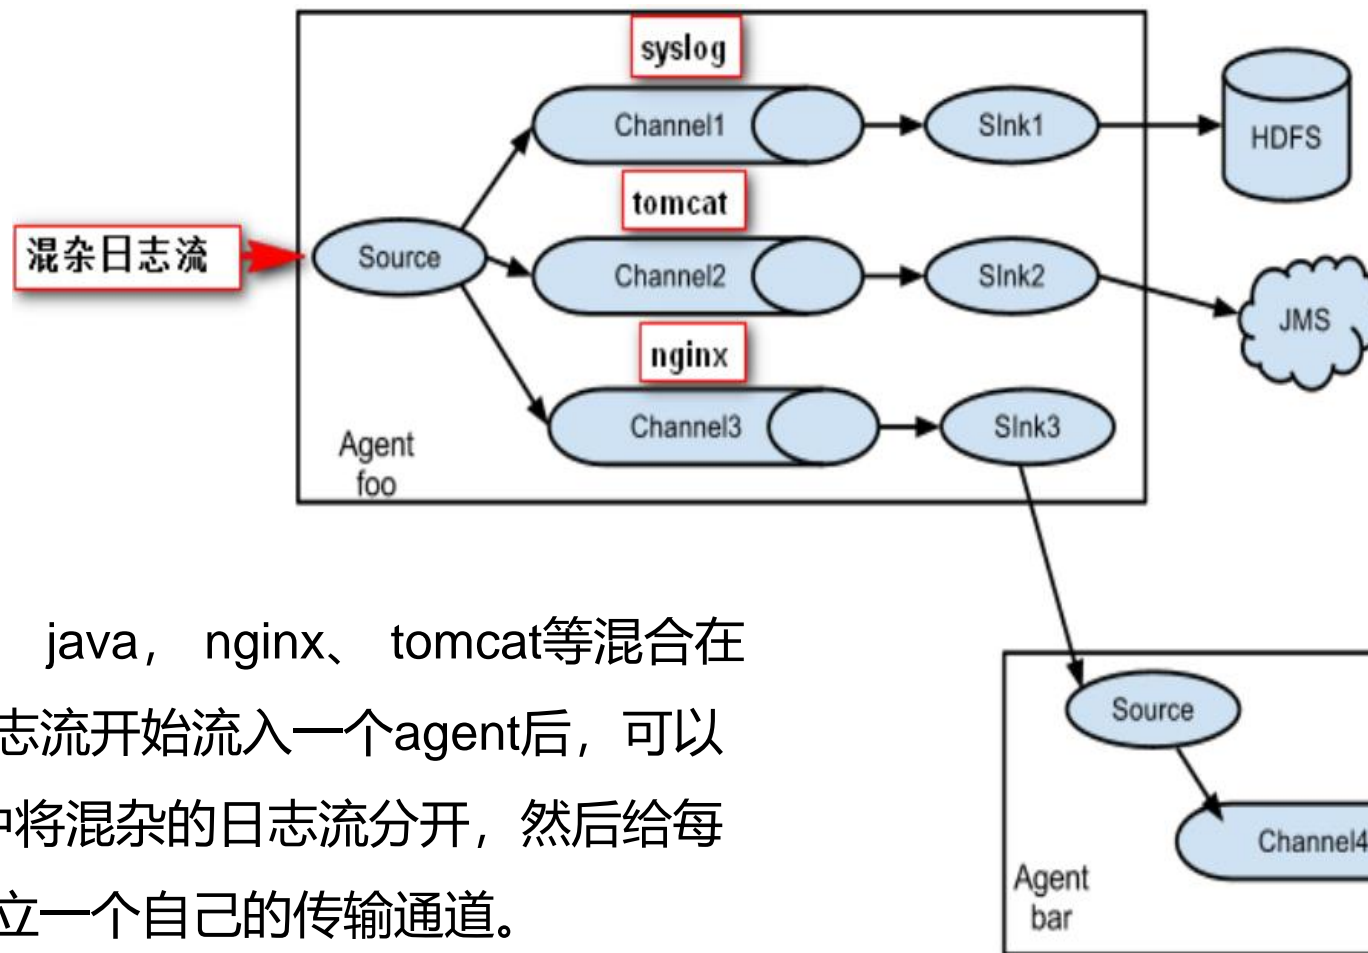 syslog
Channel1
SInk1
HDFS
tomcat
混杂日志流
Source
Channel2
SInk2
JMS
nginx
Channel3
SInk3
Agent
foo
java， nginx、 tomcat等混合在
志流开始流入一个agent后，可以
中将混杂的日志流分开，然后给每
立一个自己的传输通道。
Source
Channel4
Agent
bar